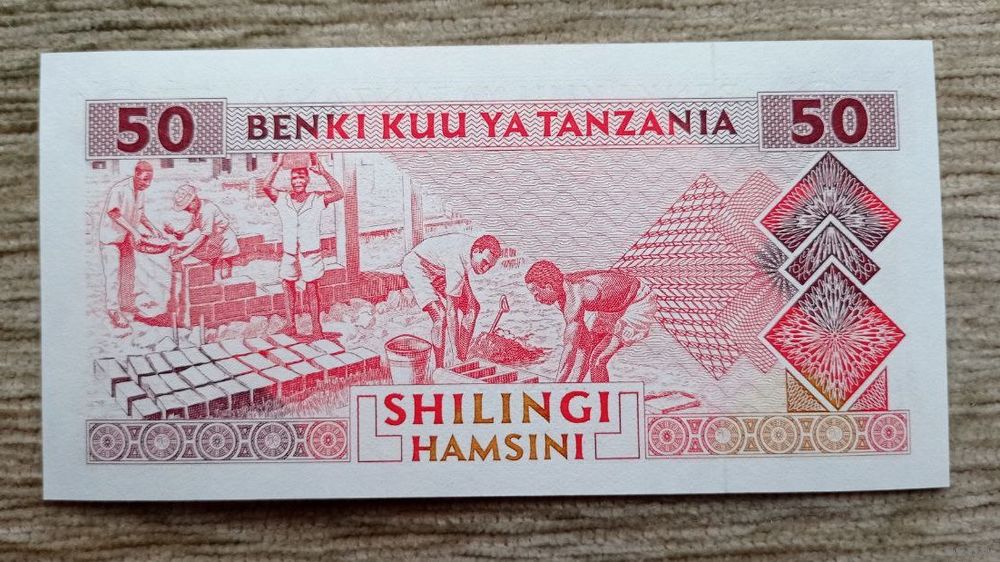 50 BENKI KUU YA TANZANIA 50
SHILINGI
HAMSINI